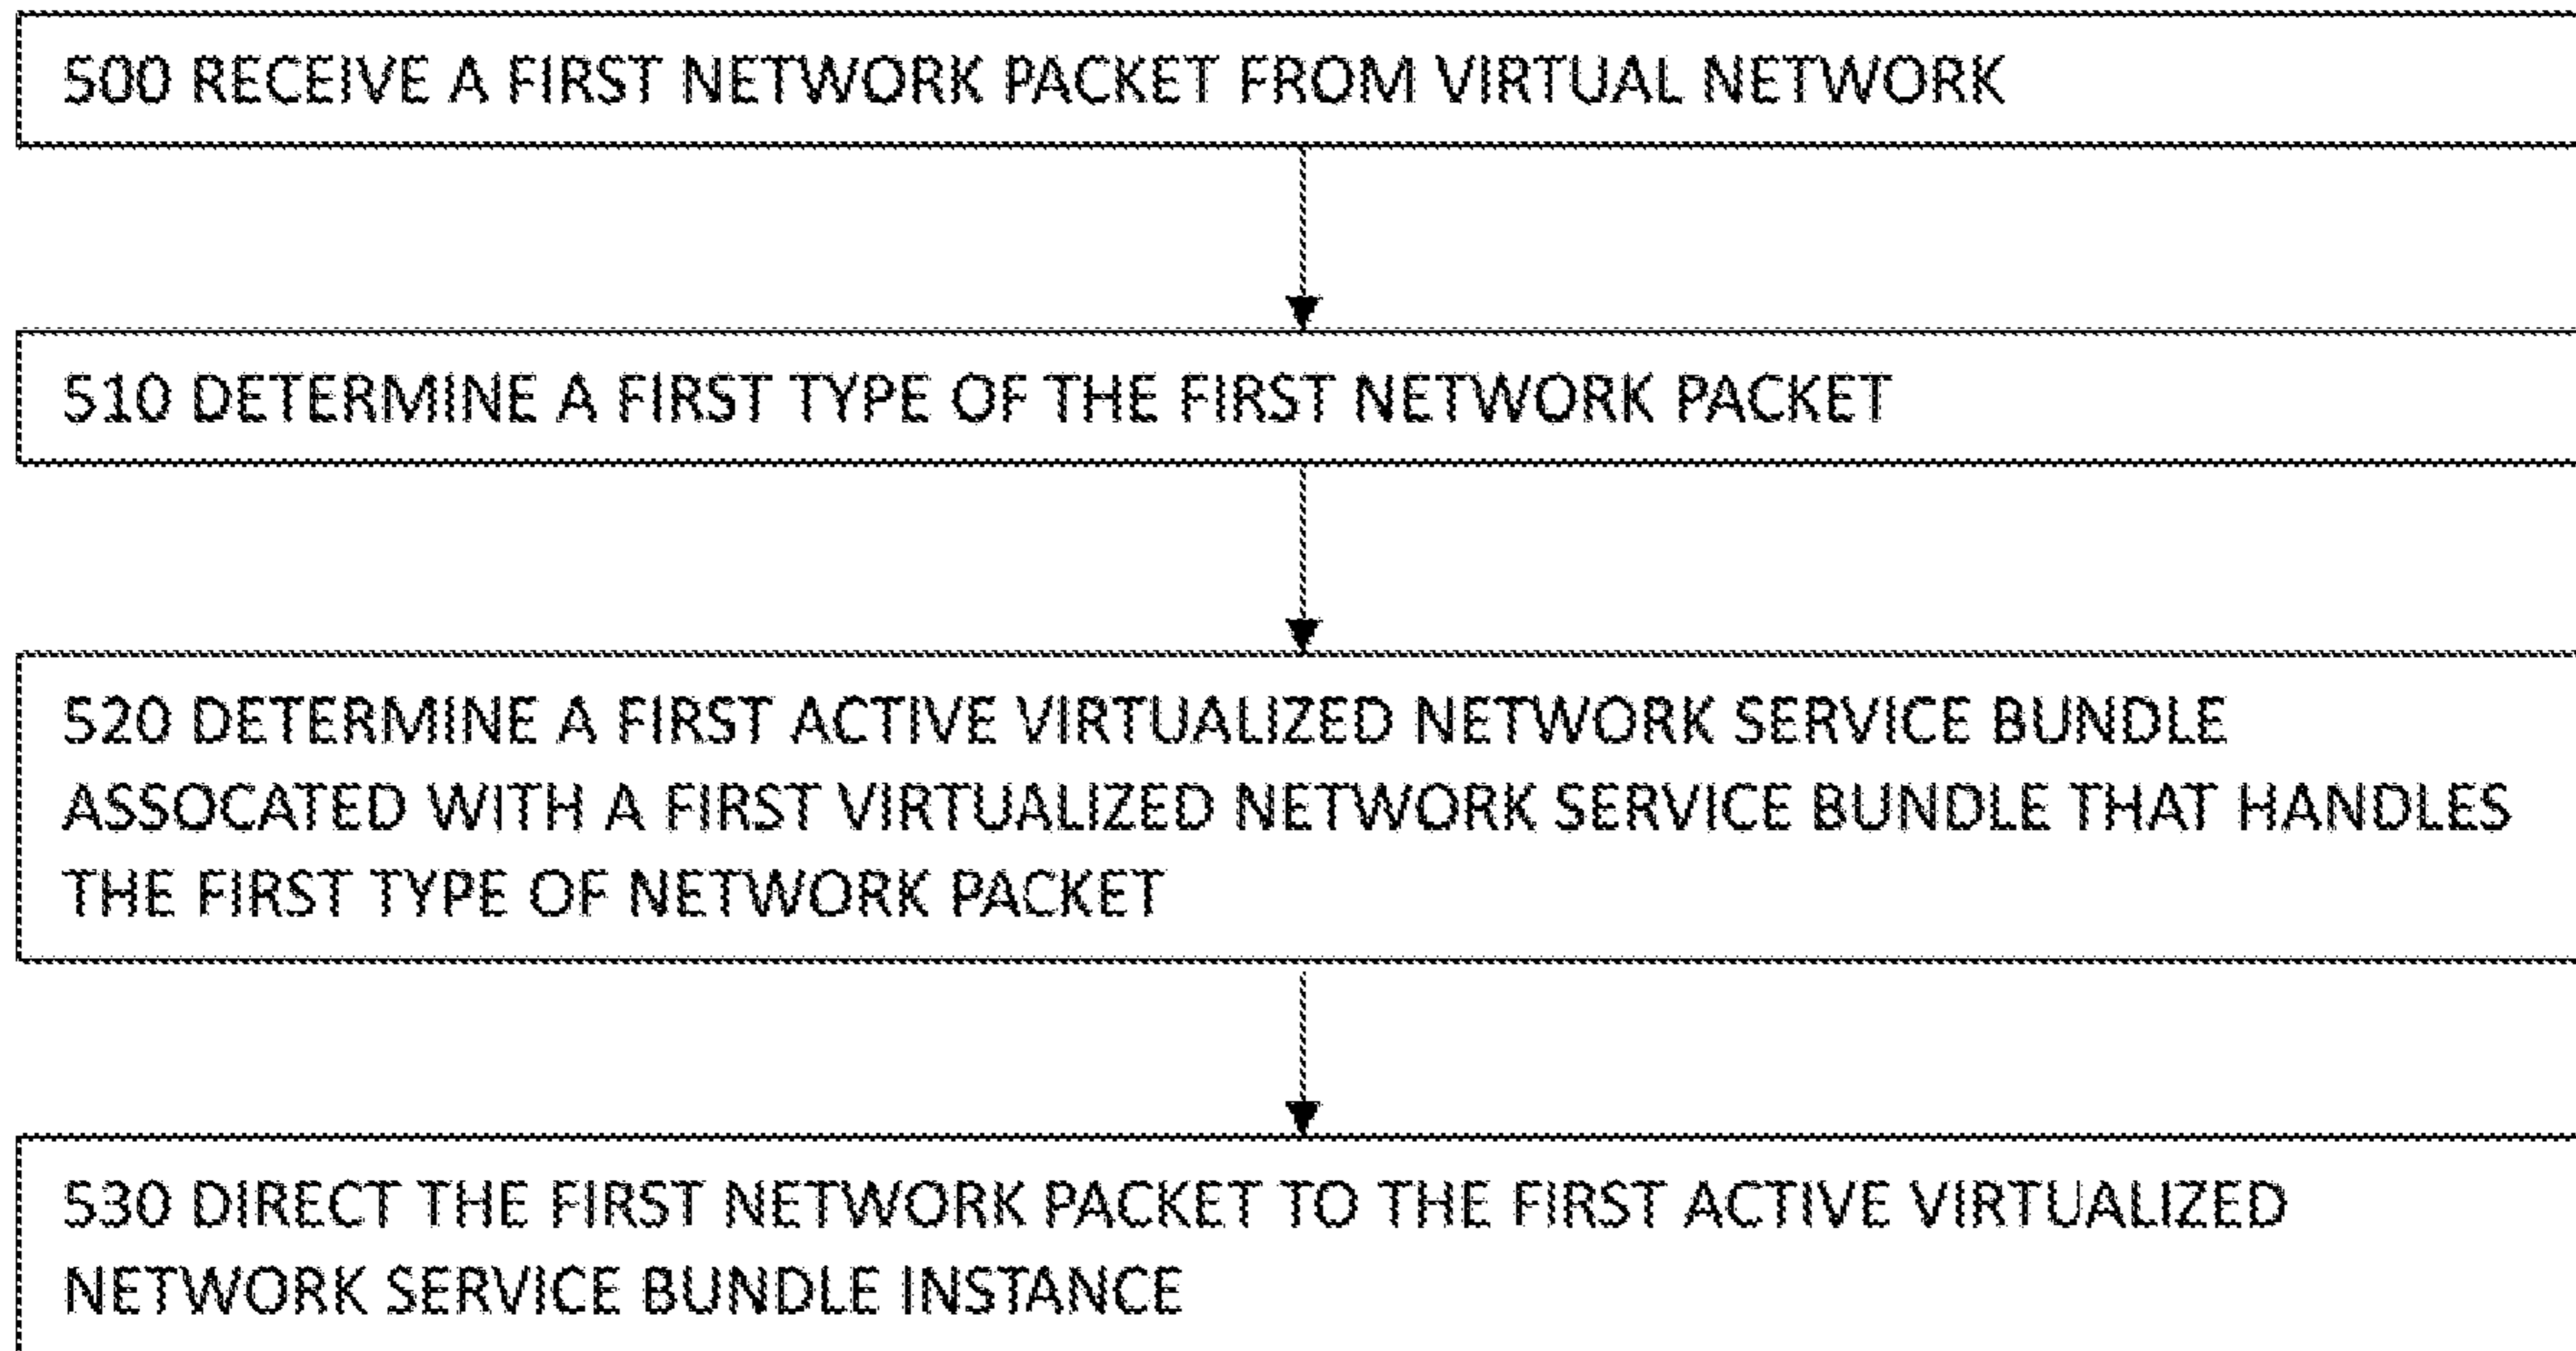 500 RECEIVE A FIRST NETWORK PACKET FROM VIRTUAL NETWORK
510 DETERMINE A FIRST TYPE OF THE FIRST NETWORK PACKET
520 DETERMINE A FIRST ACTIVE VIRTUALIZED NETWORK SERVICE BUNDLE
ASSOCATED WITH A FIRST VIRTUALIZED NETWORK SERVICE BUNDLE THAT HANDLES
THE FIRST TYPE OF NETWORK PACKET
530 DIRECT THE FIRST NETWORK PACKET TO THE FIRST ACTIVE VIRTUALIZED
NETWORK SERVICE BUNDLE INSTANCE